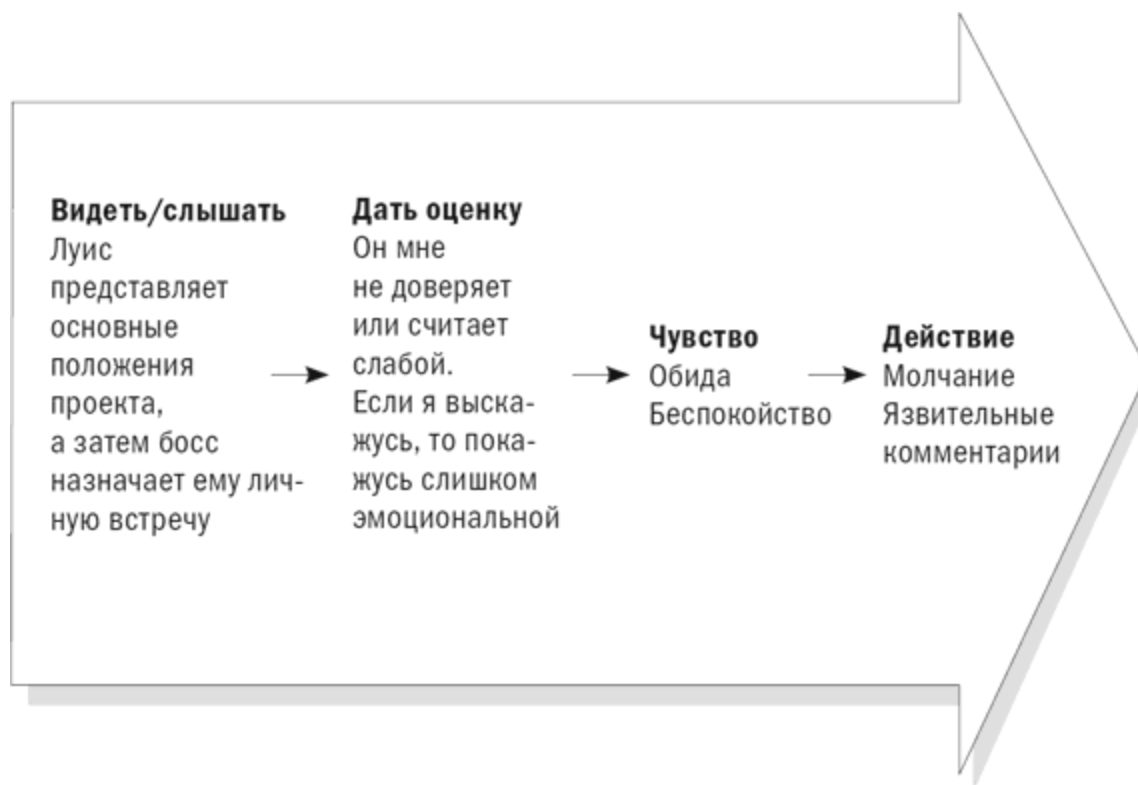 Видеть/слышать
Луис
представляет
основные
положения
проекта,
а затем босс
назначает ему лич-
ную встречу
Дать оценку
Он мне
не доверяет
или считает
слабой.
Если я выска-
жусь, то пока-
жусь слишком
эмоциональной
Чувство
Обида
Беспокойство
Действие
Молчание
Язвительные
комментарии